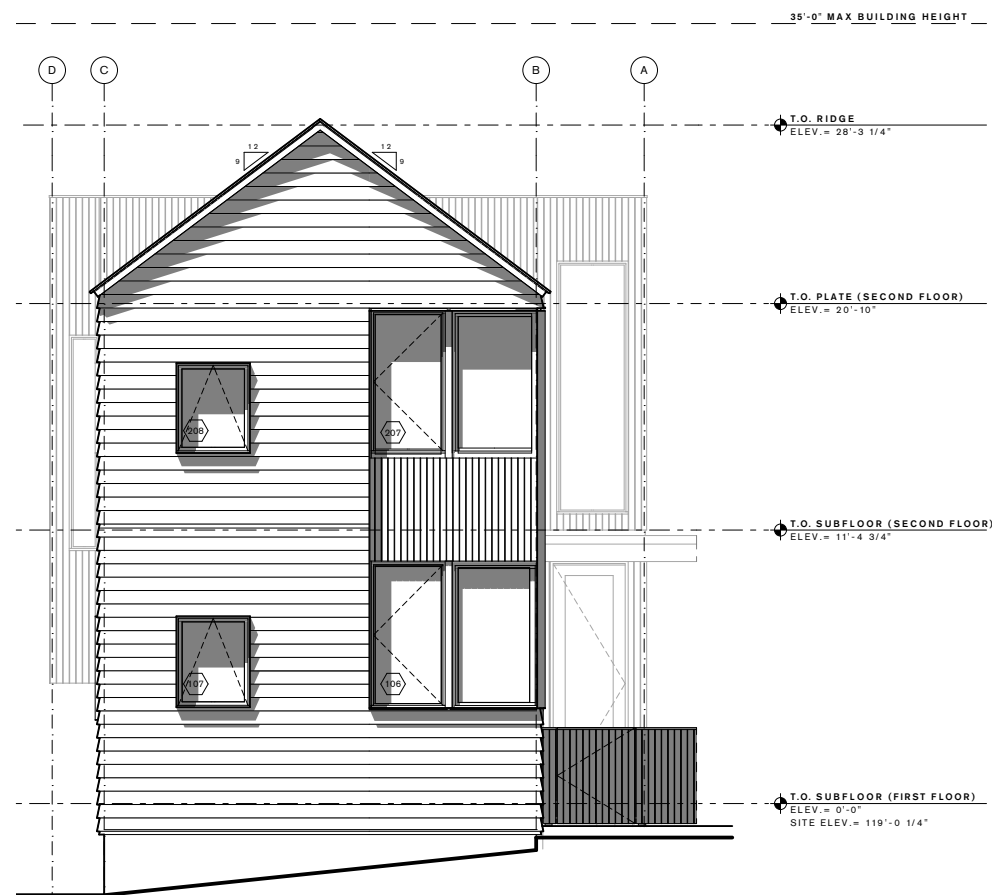 35'-0" MAX BUILDING HEIGHT
D
C
B
A
T.O. RIDGE
ELEV.= 28'-3 1/4"
12
9
12
9
T.O. PLATE (SECOND FLOOR)
ELEV.= 20'-10"
208
207
T.O. SUBFLOOR (SECOND FLOOR)
ELEV.= 11'-4 3/4"
107
106
T.O. SUBFLOOR (FIRST FLOOR)
ELEV.= 0'-0"
SITE ELEV.= 119'-0 1/4"